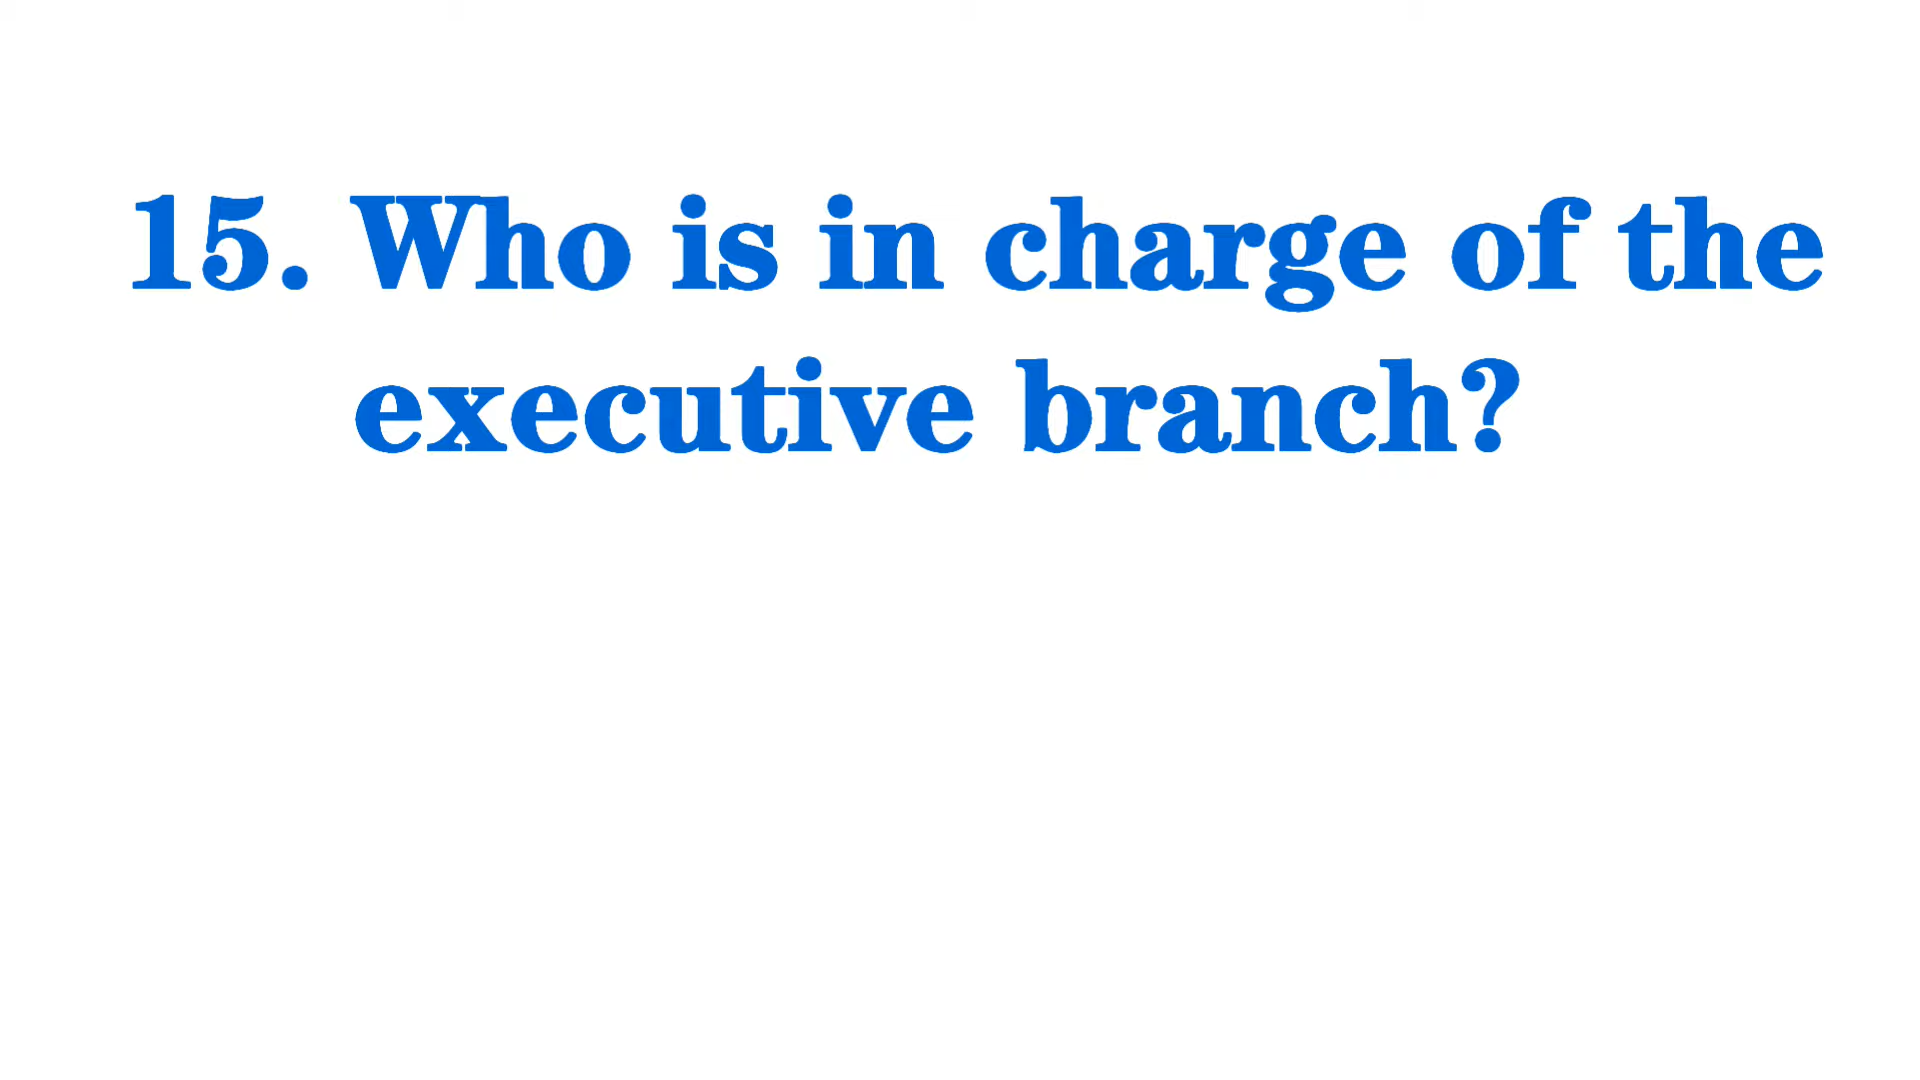 15. Who is in charge of the
executive branch?